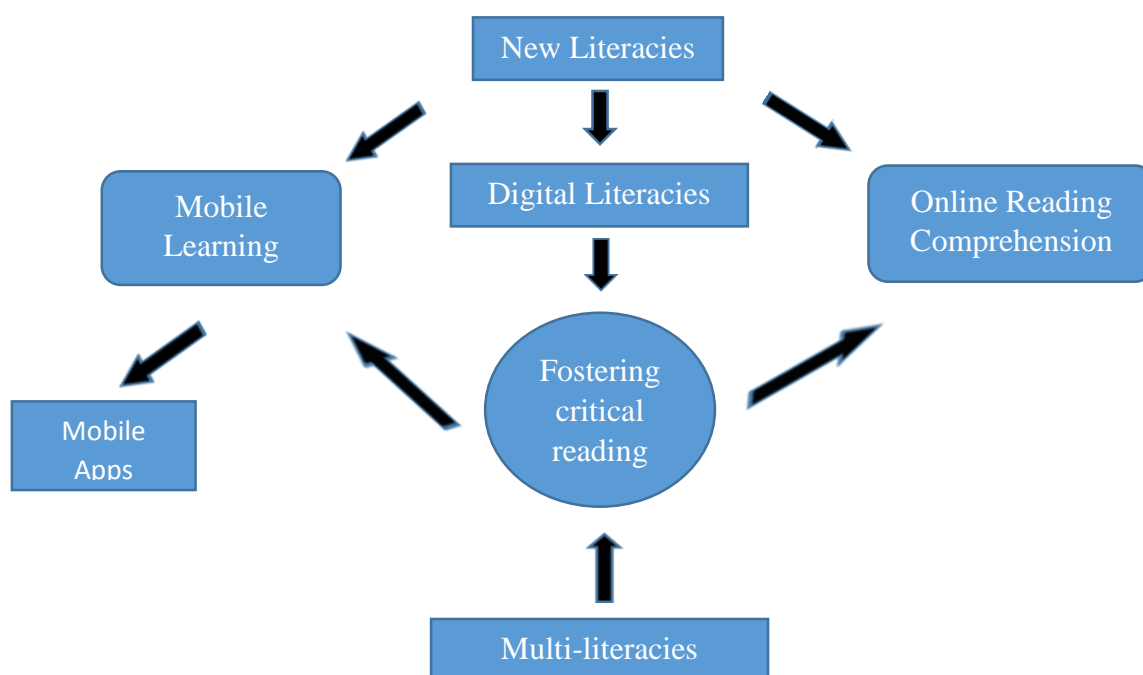 New Literacies
Digital Literacies
Mobile
Learning
Online Reading
Comprehension
Fostering
critical
reading
Mobile
Apps
Multi-literacies